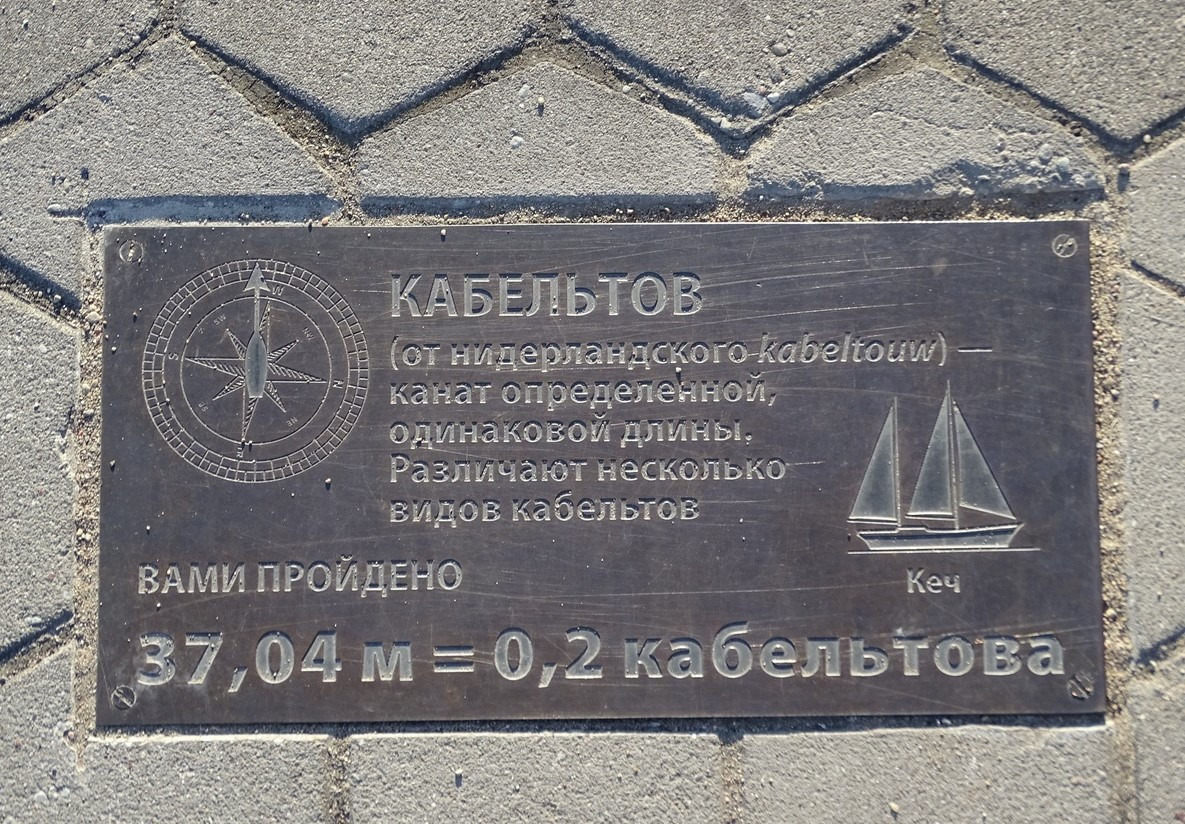 КАБЕЛЬТОВ
(от нидерландского kabeltouw) —
канат определенной,
одинаковой длины.
Различают несколько
видов кабельтов
Кеч
ВАМИ ПРОЙДЕНО
37,04 м = 0,2 кабельтова
W
N
S